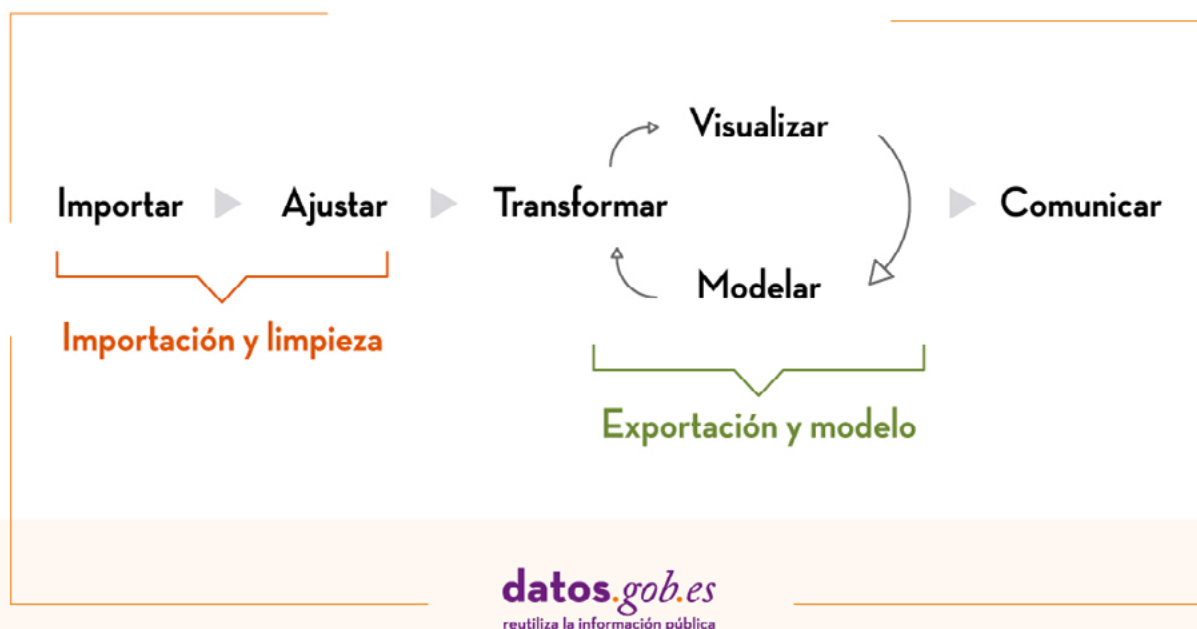 Visualizar
Importar Ajustar Transformar Comunicar
Modelar
Importación y limpieza
Exportación y modelo
datos.gob.es
reutiliza la información pública